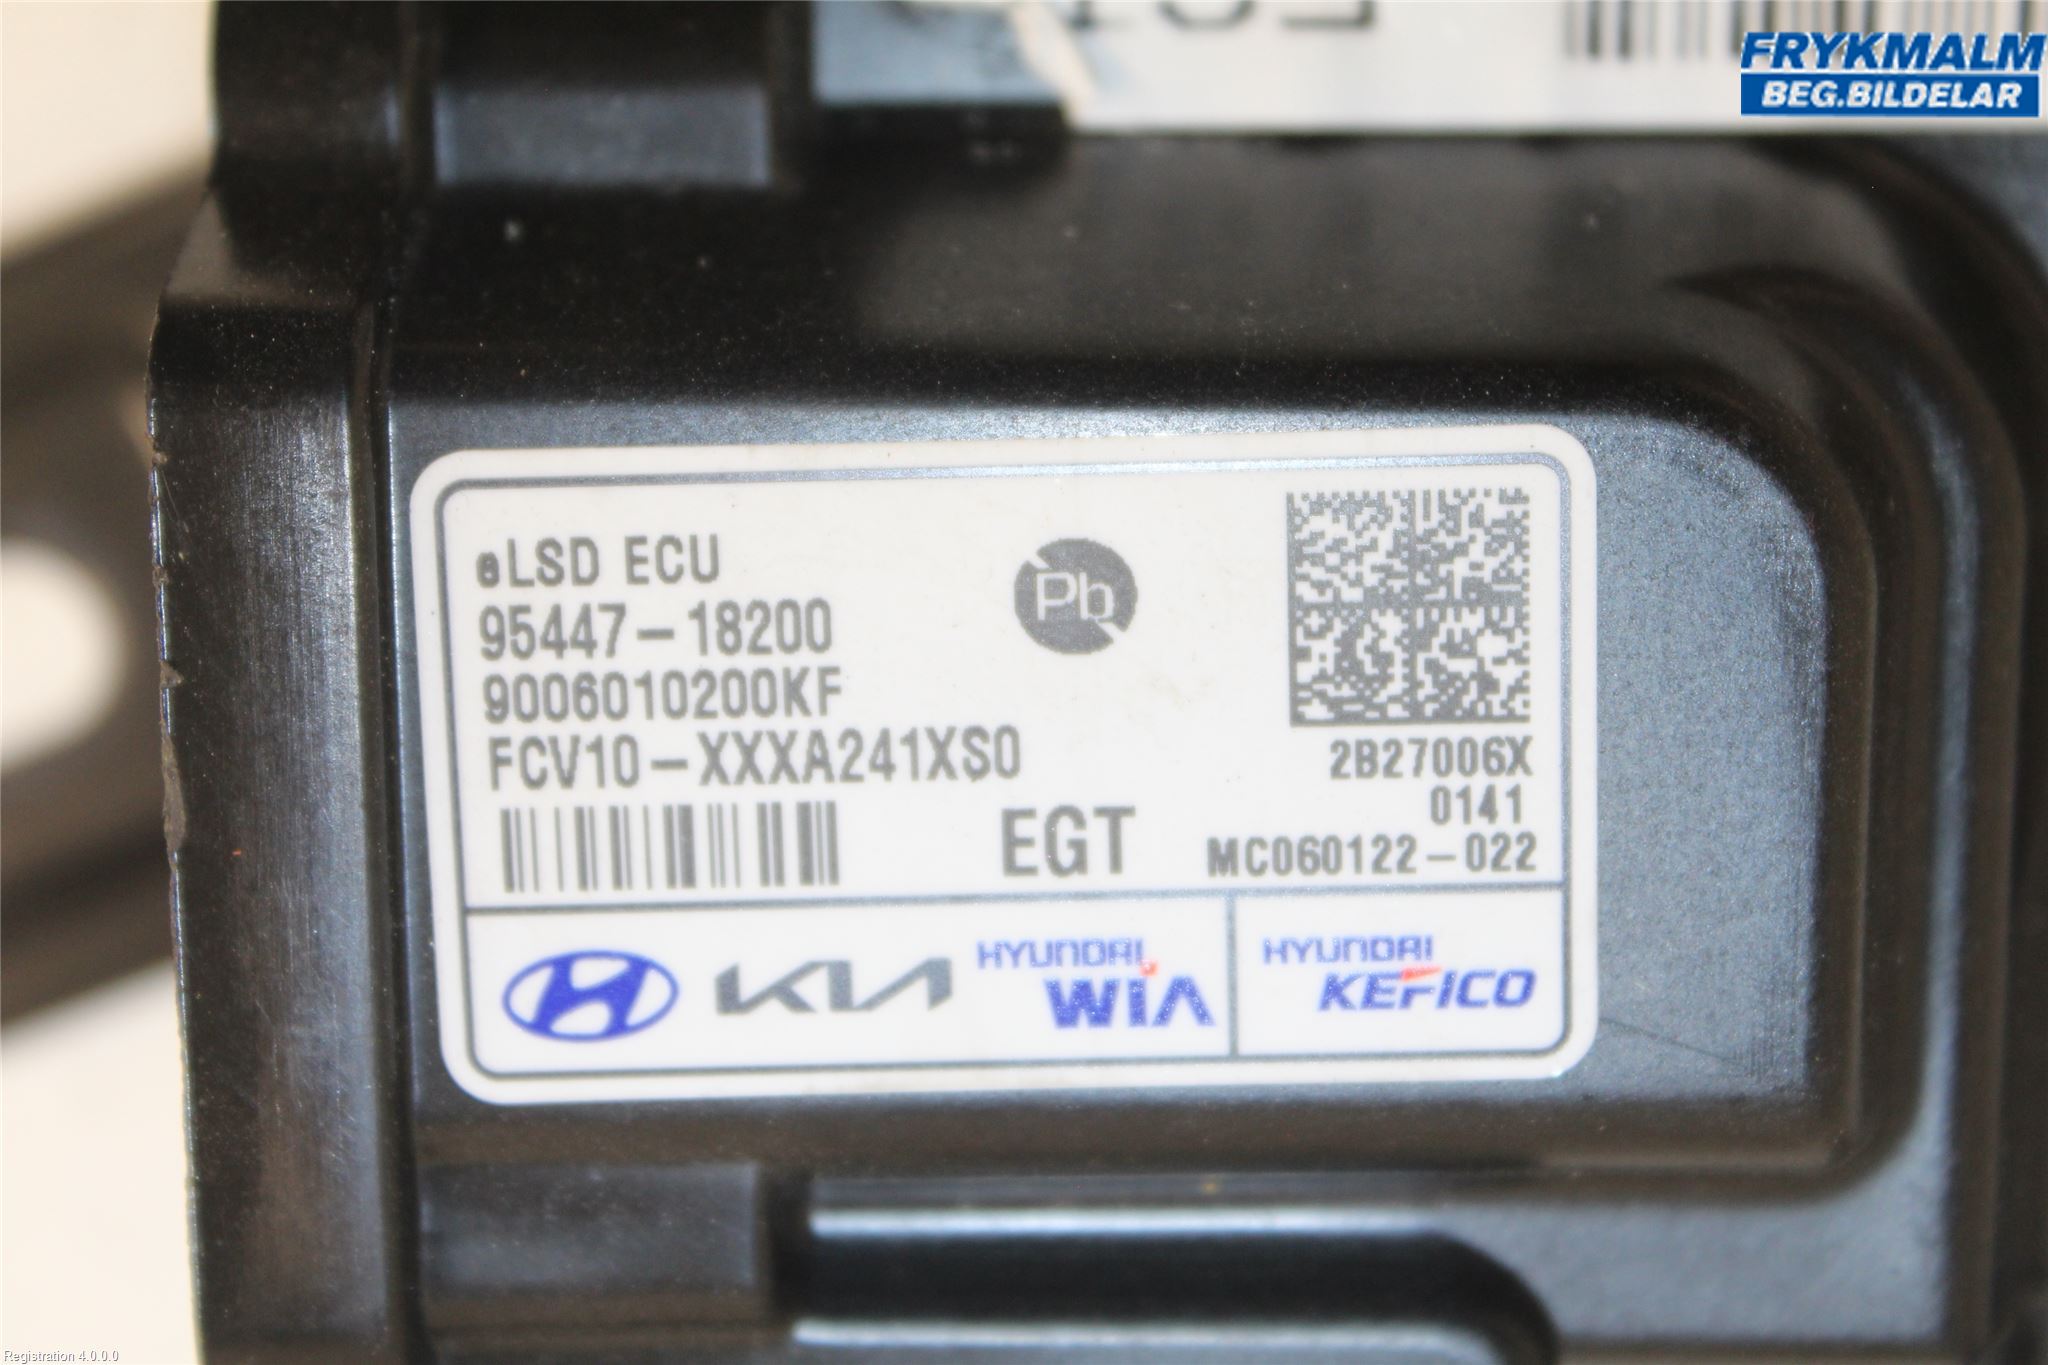 FRYKMALM
BEG.BILDELAR
eLSD ECU
95447-18200
9006010200KF
FCV10-XXXA241XS0
Pb
2B27006X
0141
EGT
MC060122-022
KIA
HYUNDAI
WIA
HYUNDAI
KEFICO
Registration 4.0.0.0